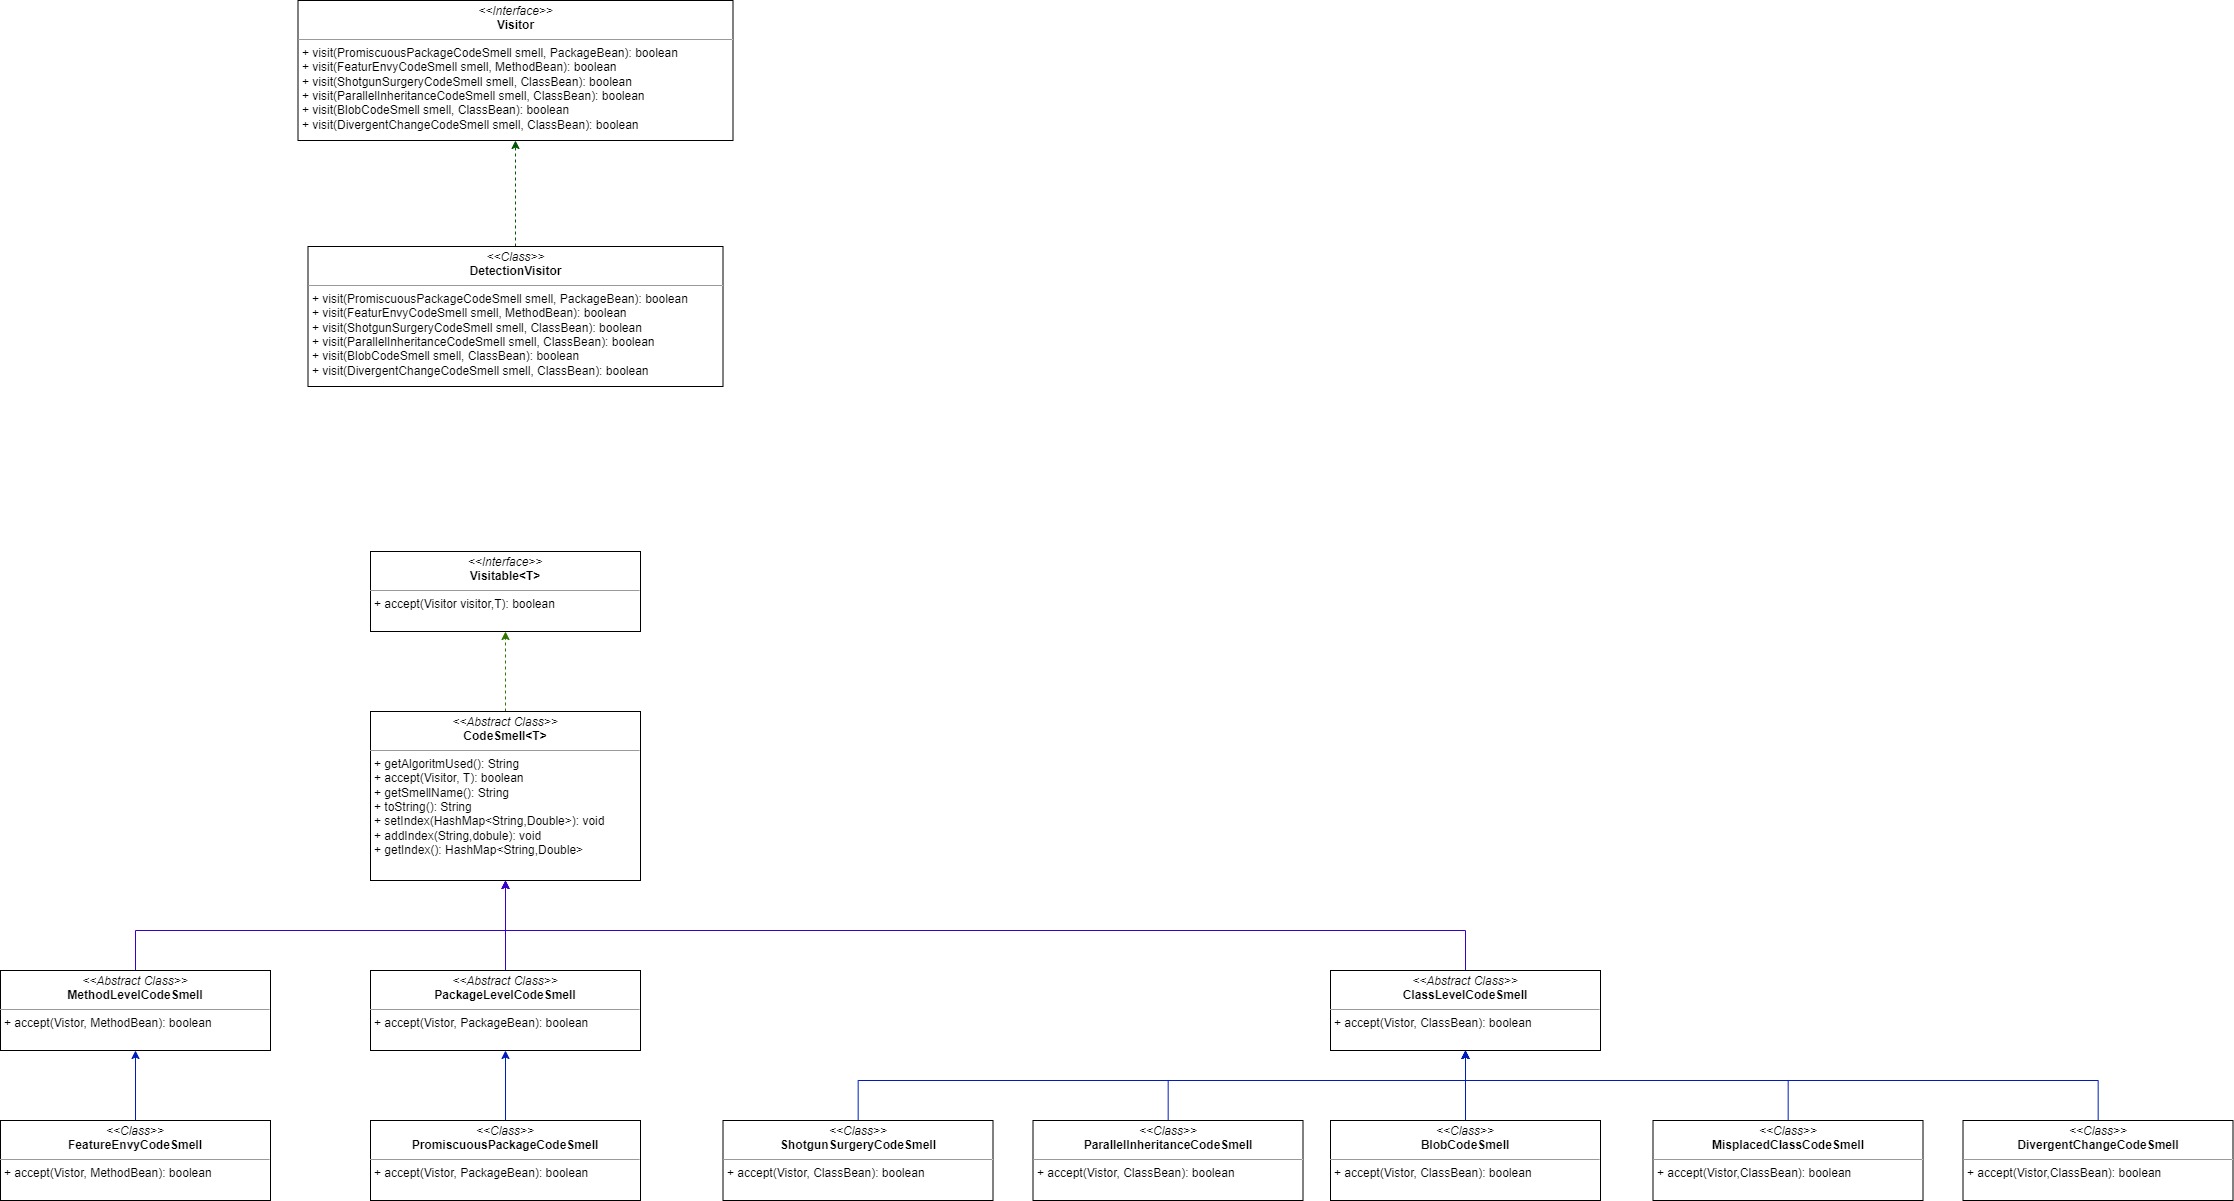 <<Interface>>
Visitor
+ visit(PromiscuousPackageCodeSmell smell, PackageBean): boolean
+ visit(FeaturEnvyCodeSmell smell, MethodBean): boolean
+ visit(ShotgunSurgeryCodeSmell smell, ClassBean): boolean
+ visit(ParallelInheritanceCodeSmell smell, ClassBean): boolean
+ visit(BlobCodeSmell smell, ClassBean): boolean
+ visit(DivergentChangeCodeSmell smell, ClassBean): boolean
<<Class>>
DetectionVisitor
+ visit(PromiscuousPackageCodeSmell smell, PackageBean): boolean
+ visit(FeaturEnvyCodeSmell smell, MethodBean): boolean
+ visit(ShotgunSurgeryCodeSmell smell, ClassBean): boolean
+ visit(ParallelInheritanceCodeSmell smell, ClassBean): boolean
+ visit(BlobCodeSmell smell, ClassBean): boolean
+ visit(DivergentChangeCodeSmell smell, ClassBean): boolean
<<Interface>>
Visitable<T>
+ accept(Visitor visitor,T): boolean
<<Abstract Class>>
CodeSmell<T>
+ getAlgoritmUsed(): String
+ accept(Visitor, T): boolean
+ getSmellName(): String
+ toString(): String
+ setIndex(HashMap<String,Double>): void
+ addIndex(String,dobule): void
+ getIndex(): HashMap<String,Double>
<<Abstract Class>>
MethodLevelCodeSmell
+ accept(Vistor, MethodBean): boolean
<<Abstract Class>>
PackageLevelCodeSmell
+ accept(Vistor, PackageBean): boolean
<<Abstract Class>>
ClassLevelCodeSmell
+ accept(Vistor, ClassBean): boolean
<<Class>>
FeatureEnvyCodeSmell
+ accept(Vistor, MethodBean): boolean
<<Class>>
PromiscuousPackageCodeSmell
+ accept(Vistor, PackageBean): boolean
<<Class>>
ShotgunSurgeryCodeSmell
+ accept(Vistor, ClassBean): boolean
<<Class>>
ParallelInheritanceCodeSmell
+ accept(Vistor, ClassBean): boolean
<<Class>>
BlobCodeSmell
+ accept(Vistor, ClassBean): boolean
<<Class>>
MisplacedClassCodeSmell
+ accept(Vistor,ClassBean): boolean
<<Class>>
DivergentChangeCodeSmell
+ accept(Vistor,ClassBean): boolean